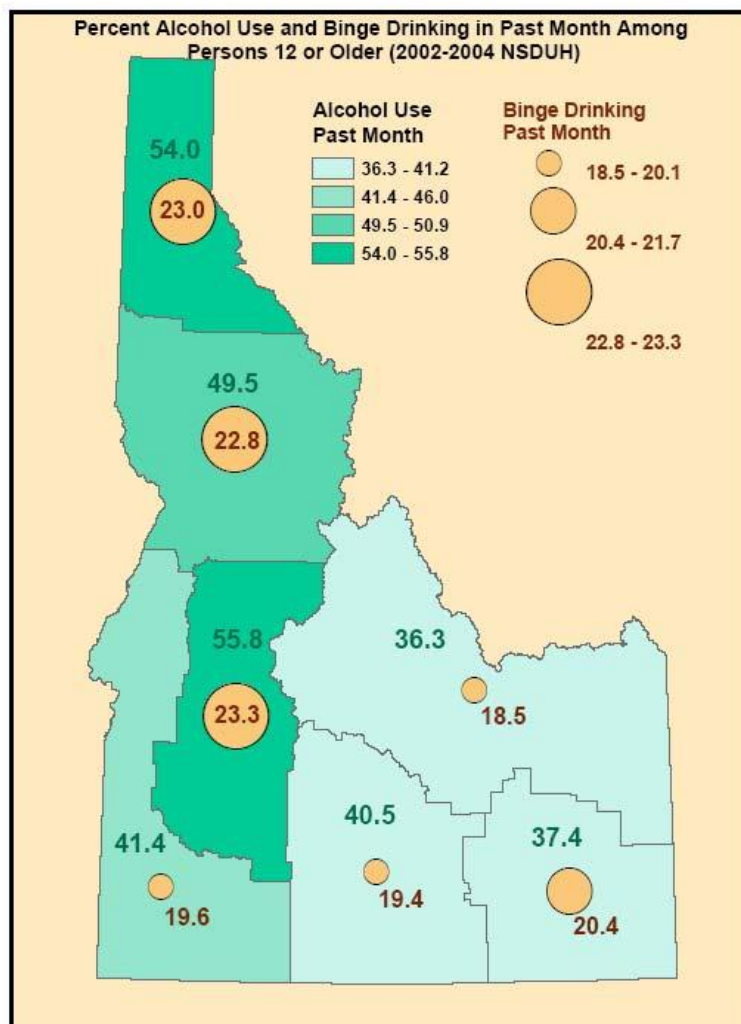 Percent Alcohol Use and Binge Drinking in Past Month Among
Persons 12 or Older (2002-2004 NSDUH)
Alcohol Use
Past Month
36.3 - 41.2
41.4 - 46.0
49.5 - 50.9
54.0 - 55.8
Binge Drinking
Past Month
18.5 - 20.1
20.4 - 21.7
22.8 - 23.3
54.0
23.0
49.5
22.8
55.8
23.3
36.3
18.5
41.4
19.6
40.5
19.4
37.4
20.4